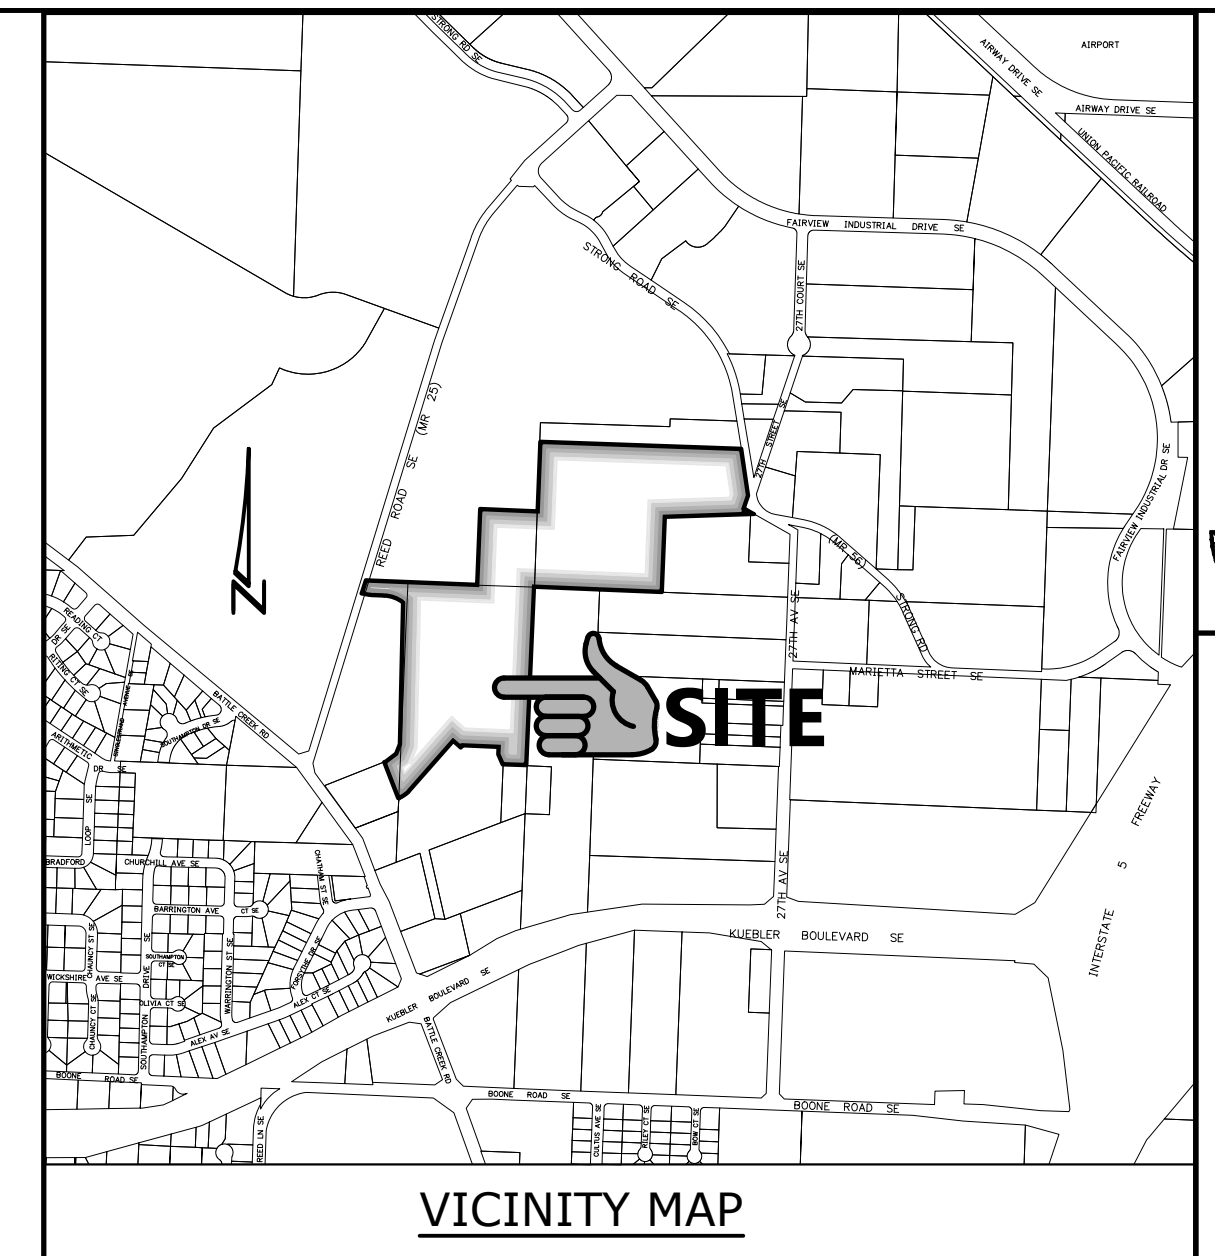 STRONG RD SE
AIRPORT
AIRWAY DRIVE SE
AIRWAY DRIVE SE
UNION PACIFIC RAILROAD
FAIRVIEW INDUSTRIAL DRIVE SE
STRONG ROAD SE
27TH COURT SE
REED ROAD SE (MR 25)
27TH STREET SE
FAIRVIEW INDUSTRIAL DR SE
(MR 56)
STRONG RD
27TH AV SE
MARIETTA STREET SE
N
SITE
READING CT SE
RITING CT SE
BATTLE CREEK RD
SOUTHAMPTON DR SE
ARITHMETIC
DR SE
LOOP SE
BRADFORD
CHURCHILL AVE SE
CHATHAM ST SE
BARRINGTON AVE CT SE
27TH AV SE
INTERSTATE 5 FREEWAY
KUEBLER BOULEVARD SE
CHAUNCY ST SE
SOUTHAMPTON
CT SE
WARRINGTON ST SE
FORSYTHE DR SE
WICKSHIRE AVE SE
OLIVIA CT SE
ALEX CT SE
KUEBLER BOULEVARD SE
CHAUNCY CT SE
SOUTHAMPTON DRIVE SE
ALEX AV SE
BATTLE CREEK RD
BOONE ROAD SE
BOONE ROAD SE
BOONE ROAD SE
REED LN SE
CULTUS AVE SE
RILEY CT SE
BOW CT SE
VICINITY MAP